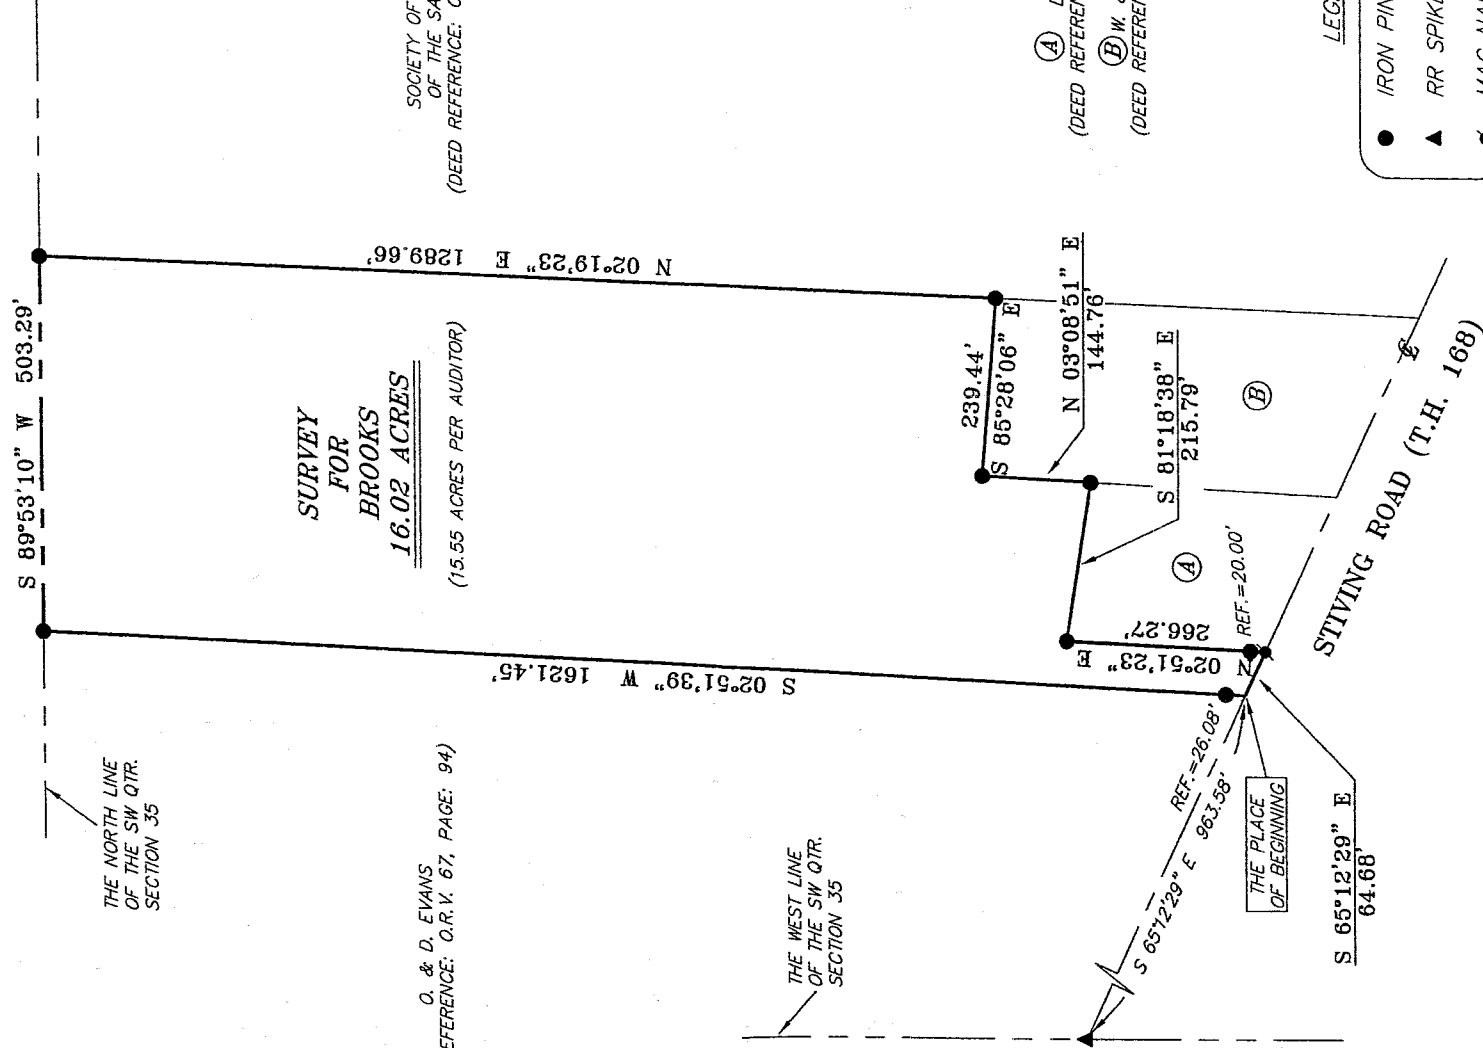 S 89°53'10" W 503.29'
SOCIETY OF
OF THE
(DEED REFERENCE:
N 02°19'23" E 1289.66'
SURVEY
FOR
BROOKS
16.02 ACRES
(15.55 ACRES PER AUDITOR)
S 02°51'39" W 1621.45'
THE NORTH LINE
OF THE SW QTR.
SECTION 35
O. & D. EVANS
EFERENCE: O.R.V. 67, PAGE: 94)
THE WEST LINE
OF THE SW QTR.
SECTION 35
239.44'
S 85°28'06" E
N 03°08'51" E
144.76'
S 81°18'38" E
215.79'
N 02°51'23" E
266.27'
REF.=20.00'
REF.=26.08'
S 65°12'29" E 963.58'
THE PLACE
OF BEGINNING
S 65°12'29" E
64.68'
STIVING ROAD (T.H. 168)
A
B
A
(DEED
B W.
(DEED
IRON PIN
RR SPIKE